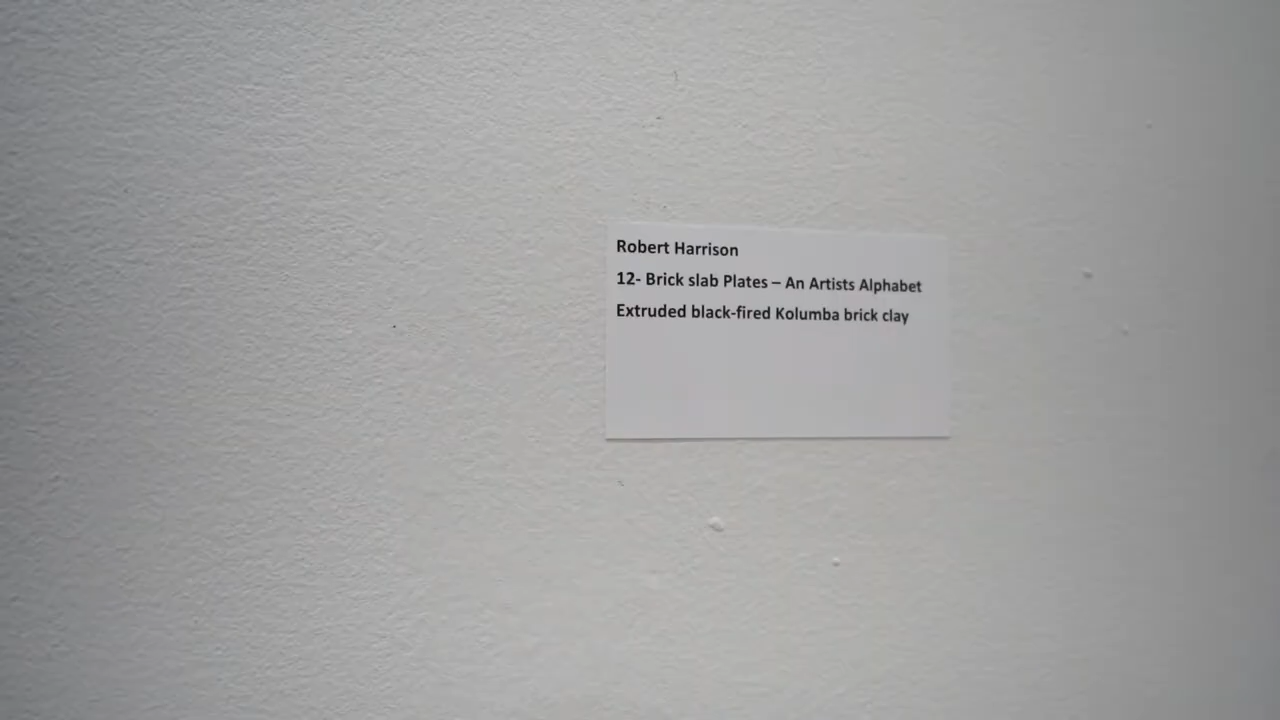 Robert Harrison
12- Brick slab Plates – An Artists Alphabet
Extruded black-fired Kolumba brick clay